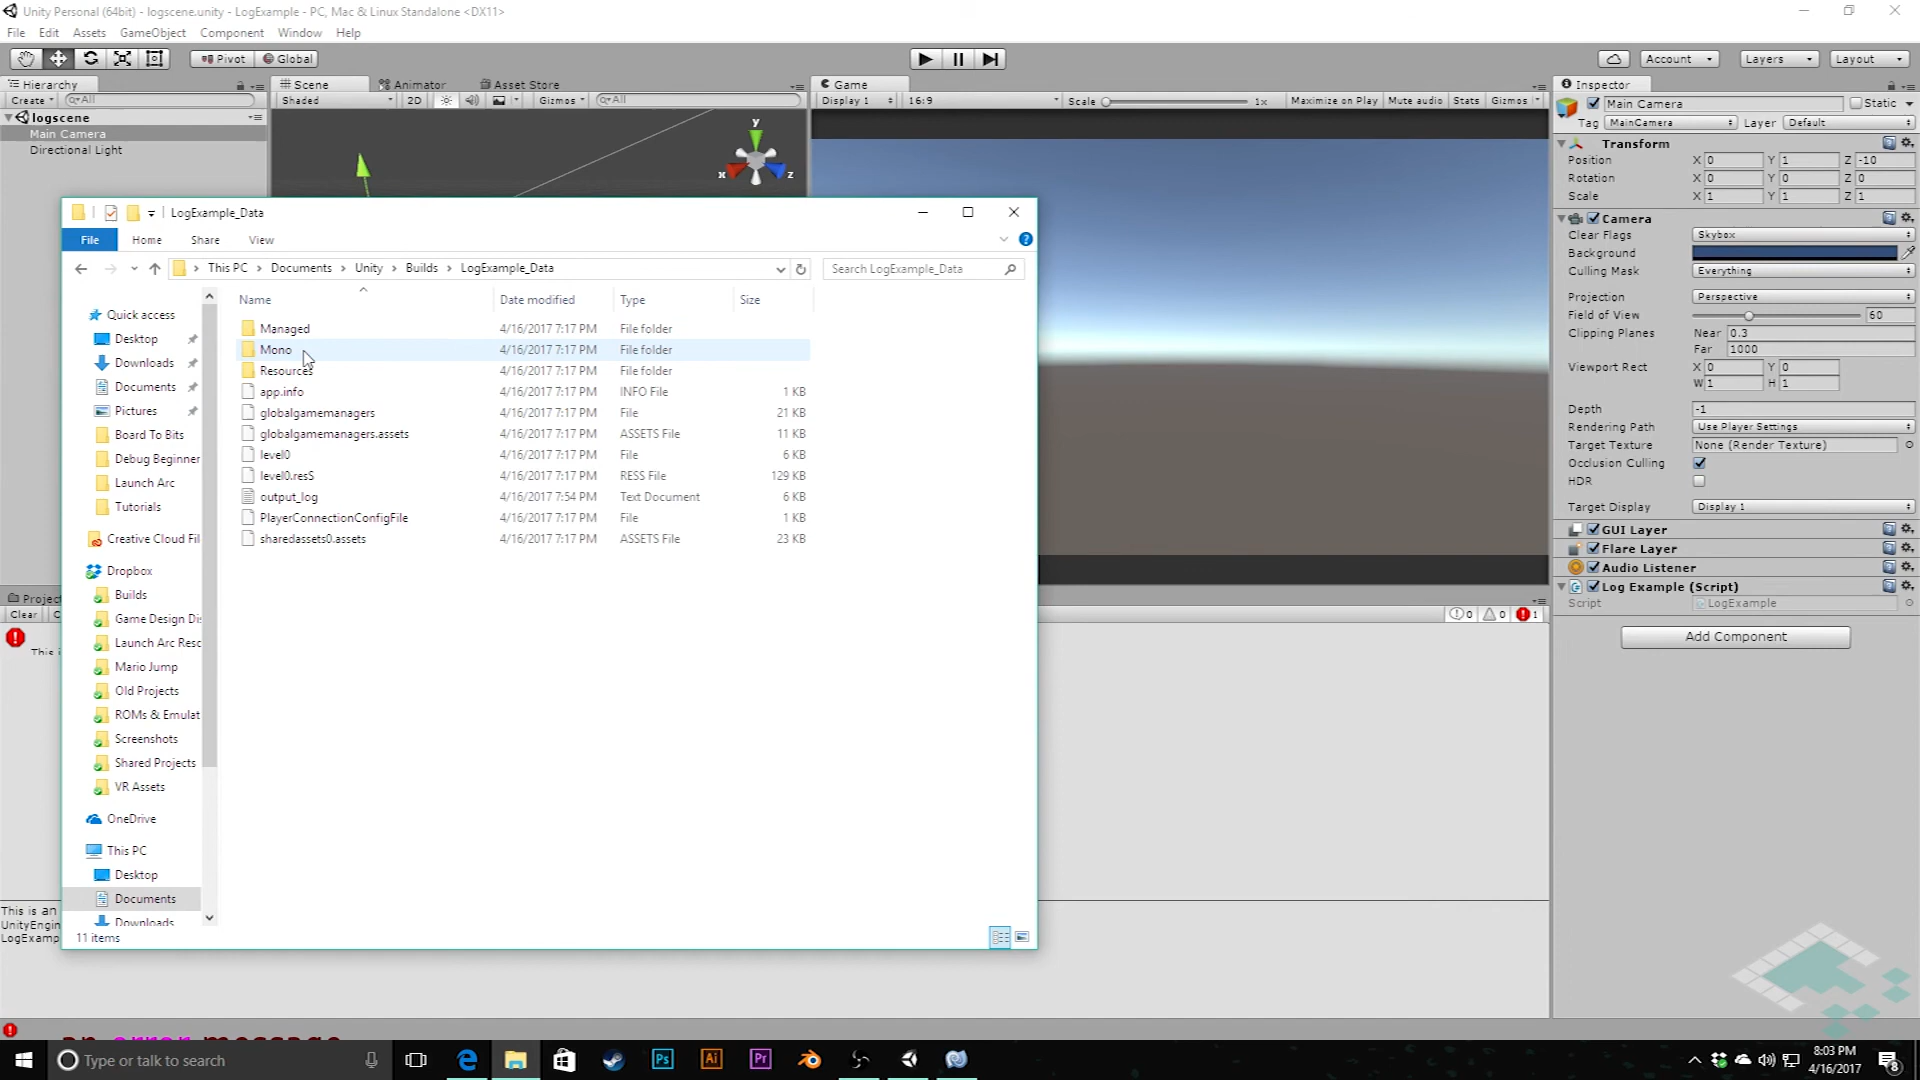 Unity Personal (64bit) - logscene.unity - LogExample - PC, Mac & Linux Standalone <DX11>
File Edit Assets GameObject Component Window Help
Pivot Global
Account Layers Layout
Hierarchy
Create All
logscene
Main Camera
Directional Light
Scene Animator Asset Store
Shaded 2D Gizmos All
y
x z
Game
Display 1 16:9 Scale 1x Maximize on Play Mute audio Stats Gizmos
Inspector
Main Camera Static
Tag MainCamera Layer Default
Transform
Position X 0 Y 1 Z -10
Rotation X 0 Y 0 Z 0
Scale X 1 Y 1 Z 1
Camera
Clear Flags Skybox
Background
Culling Mask Everything
Projection Perspective
Field of View 60
Clipping Planes Near 0.3
Far 1000
Viewport Rect X 0 Y 0
W 1 H 1
Depth -1
Rendering Path Use Player Settings
Target Texture None (Render Texture)
Occlusion Culling
HDR
Target Display Display 1
GUI Layer
Flare Layer
Audio Listener
Log Example (Script)
Script LogExample
Add Component
LogExample_Data
File Home Share View
This PC Documents Unity Builds LogExample_Data
Search LogExample_Data
Quick access
Desktop
Downloads
Documents
Pictures
Board To Bits
Debug Beginner
Launch Arc
Tutorials
Creative Cloud Fil
Dropbox
Builds
Game Design Di
Launch Arc Reso
Mario Jump
Old Projects
ROMs & Emulat
Screenshots
Shared Projects
VR Assets
OneDrive
This PC
Desktop
Documents
Downloads
Name Date modified Type Size
Managed 4/16/2017 7:17 PM File folder
Mono 4/16/2017 7:17 PM File folder
Resources 4/16/2017 7:17 PM File folder
app.info 4/16/2017 7:17 PM INFO File 1 KB
globalgamemanagers 4/16/2017 7:17 PM File 21 KB
globalgamemanagers.assets 4/16/2017 7:17 PM ASSETS File 11 KB
level0 4/16/2017 7:17 PM File 6 KB
level0.resS 4/16/2017 7:17 PM RESS File 129 KB
output_log 4/16/2017 7:54 PM Text Document 6 KB
PlayerConnectionConfigFile 4/16/2017 7:17 PM File 1 KB
sharedassets0.assets 4/16/2017 7:17 PM ASSETS File 23 KB
11 items
Projec
Clear C
0 0 1
This i
This is an
UnityEngin
LogExamp
an error message
Type or talk to search
Ps Ai Pr
8:03 PM
4/16/2017
8